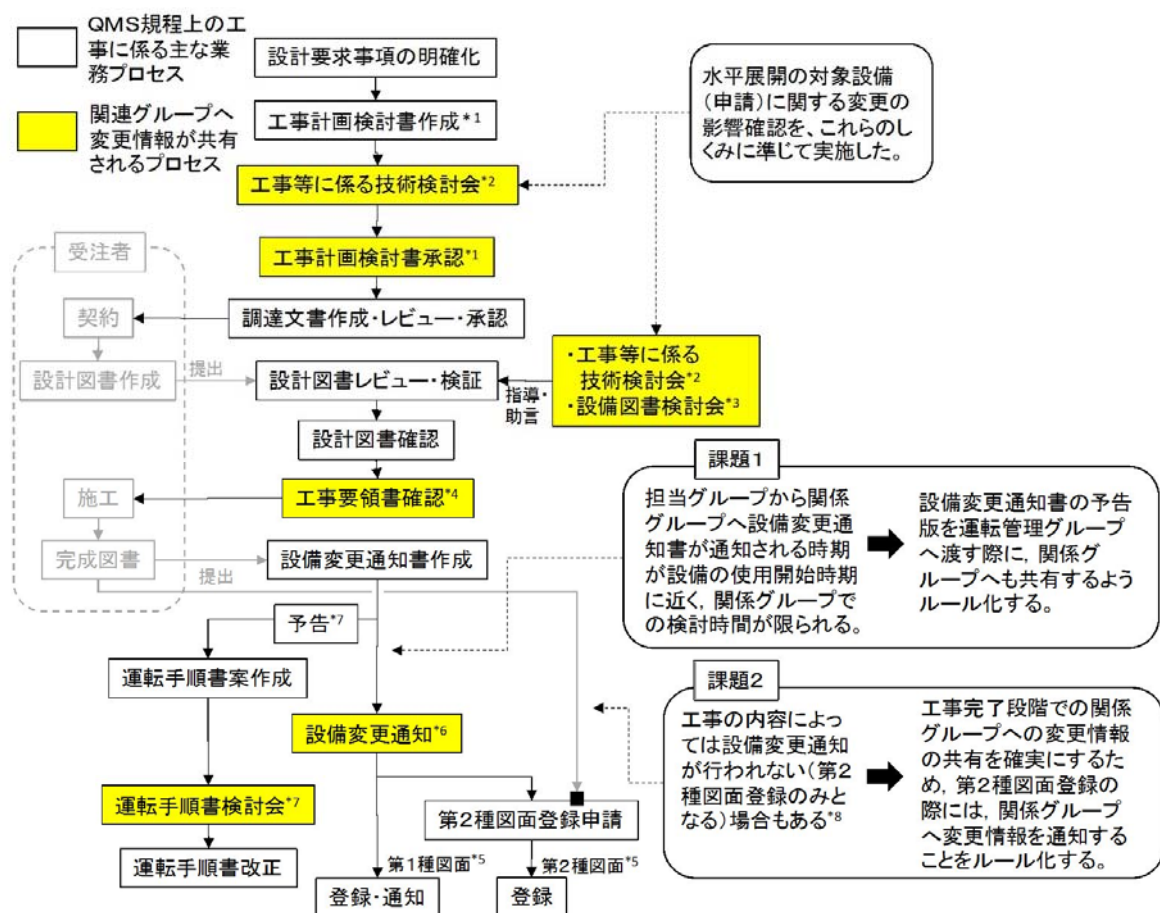 QMS規程上の工
事に係る主な業
務プロセス
関連グループへ
変更情報が共有
されるプロセス
設計要求事項の明確化
工事計画検討書作成*1
工事等に係る技術検討会*2
工事計画検討書承認*1
調達文書作成・レビュー・承認
受注者
契約
設計図書作成
提出
設計図書レビュー・検証
指導・
助言
・工事等に係る
技術検討会*2
・設備図書検討会*3
水平展開の対象設備
(申請)に関する変更の
影響確認を、これらのし
くみに準じて実施した。
設計図書確認
工事要領書確認*4
施工
完成図書
提出
設備変更通知書作成
予告*7
運転手順書案作成
設備変更通知*6
運転手順書検討会*7
運転手順書改正
第2種図面登録申請
第1種図面*5
第2種図面*5
登録・通知
登録
課題1
担当グループから関係
グループへ設備変更通
知書が通知される時期
が設備の使用開始時期
に近く,関係グループで
の検討時間が限られる。
設備変更通知書の予告
版を運転管理グループ
へ渡す際に,関係グ
ループへも共有するよう
ルール化する。
課題2
工事の内容によっ
ては設備変更通知
が行われない(第2
種図面登録のみと
なる)場合もある*8
工事完了段階での関係
グループへの変更情報
の共有を確実にするた
め,第2種図面登録の
際には,関係グループ
へ変更情報を通知する
ことをルール化する。